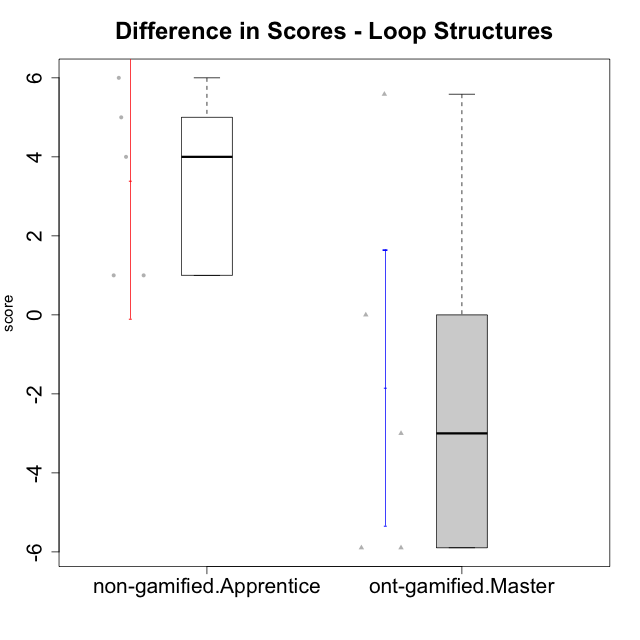 Difference in Scores - Loop Structures
score
6
4
2
0
-2
-4
-6
non-gamified.Apprentice
ont-gamified.Master